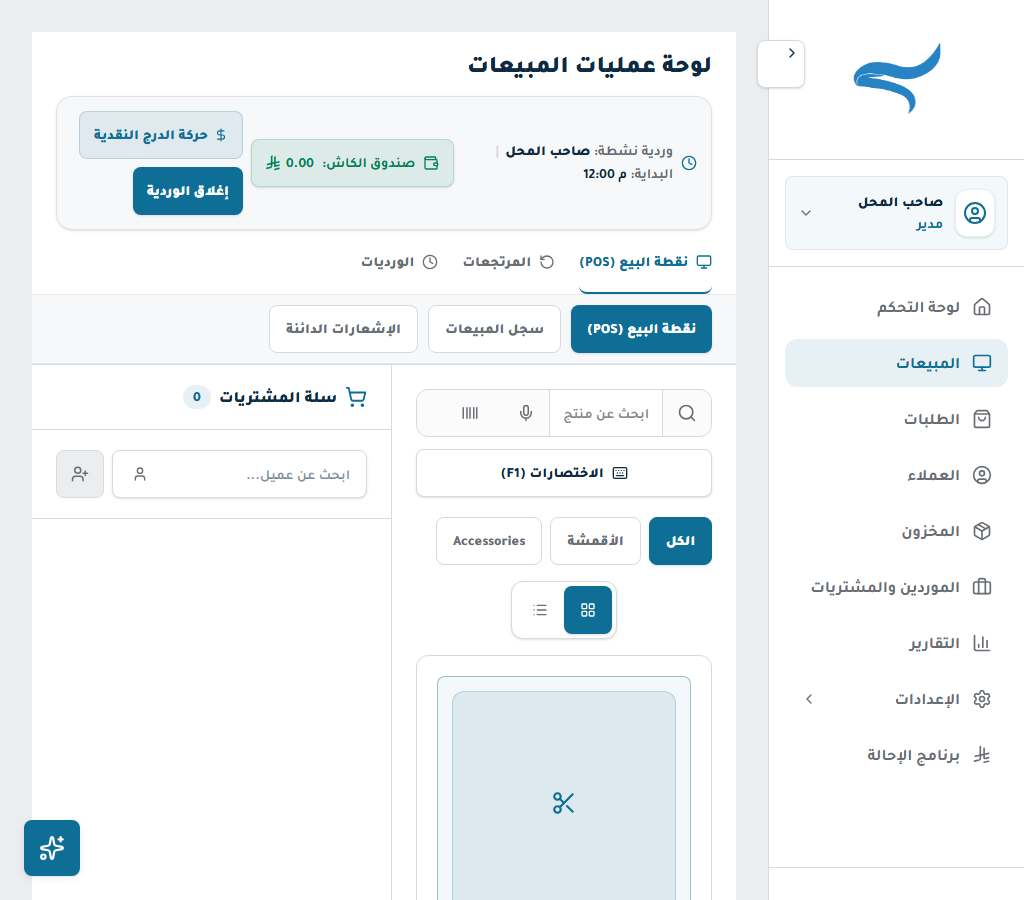 صاحب المحل
مدير
لوحة التحكم
المبيعات
الطلبات
العملاء
المخزون
الموردين والمشتريات
التقارير
الإعدادات
برنامج الإحالة
لوحة عمليات المبيعات
وردية نشطة: صاحب المحل |
البداية: 12:00 م
صندوق الكاش: 0.00
حركة الدرج النقدية
إغلاق الوردية
نقطة البيع (POS)
المرتجعات
الورديات
نقطة البيع (POS)
سجل المبيعات
الإشعارات الدائنة
ابحث عن منتج
الاختصارات (F1)
الكل
الأقمشة
Accessories
سلة المشتريات 0
ابحث عن عميل...